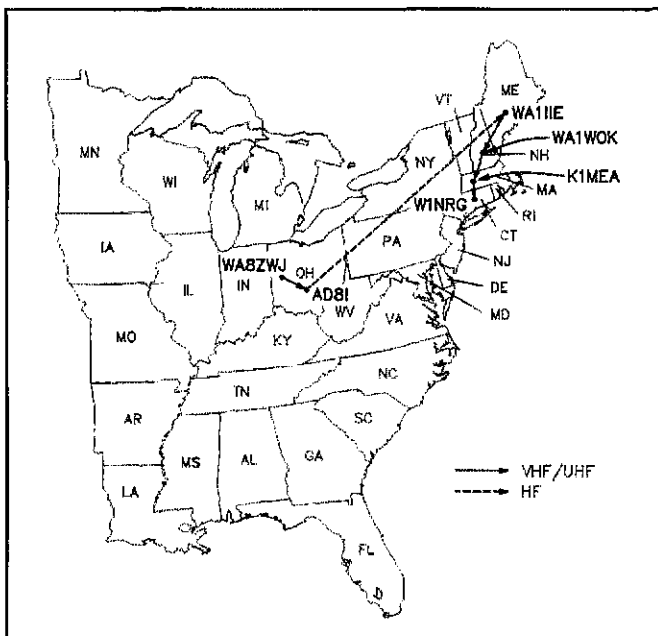 ME
VT
WA1IIE
MN
WA1WOK
NH
NY
WI
K1MEA
MI
MA
W1NRG
RI
CT
IA
PA
NJ
WA8ZWJ
OH
IL
IN
AD8I
DE
WV
MD
MO
VA
KY
NC
TN
AR
SC
MS
AL
GA
LA
VHF/UHF
HF
FL